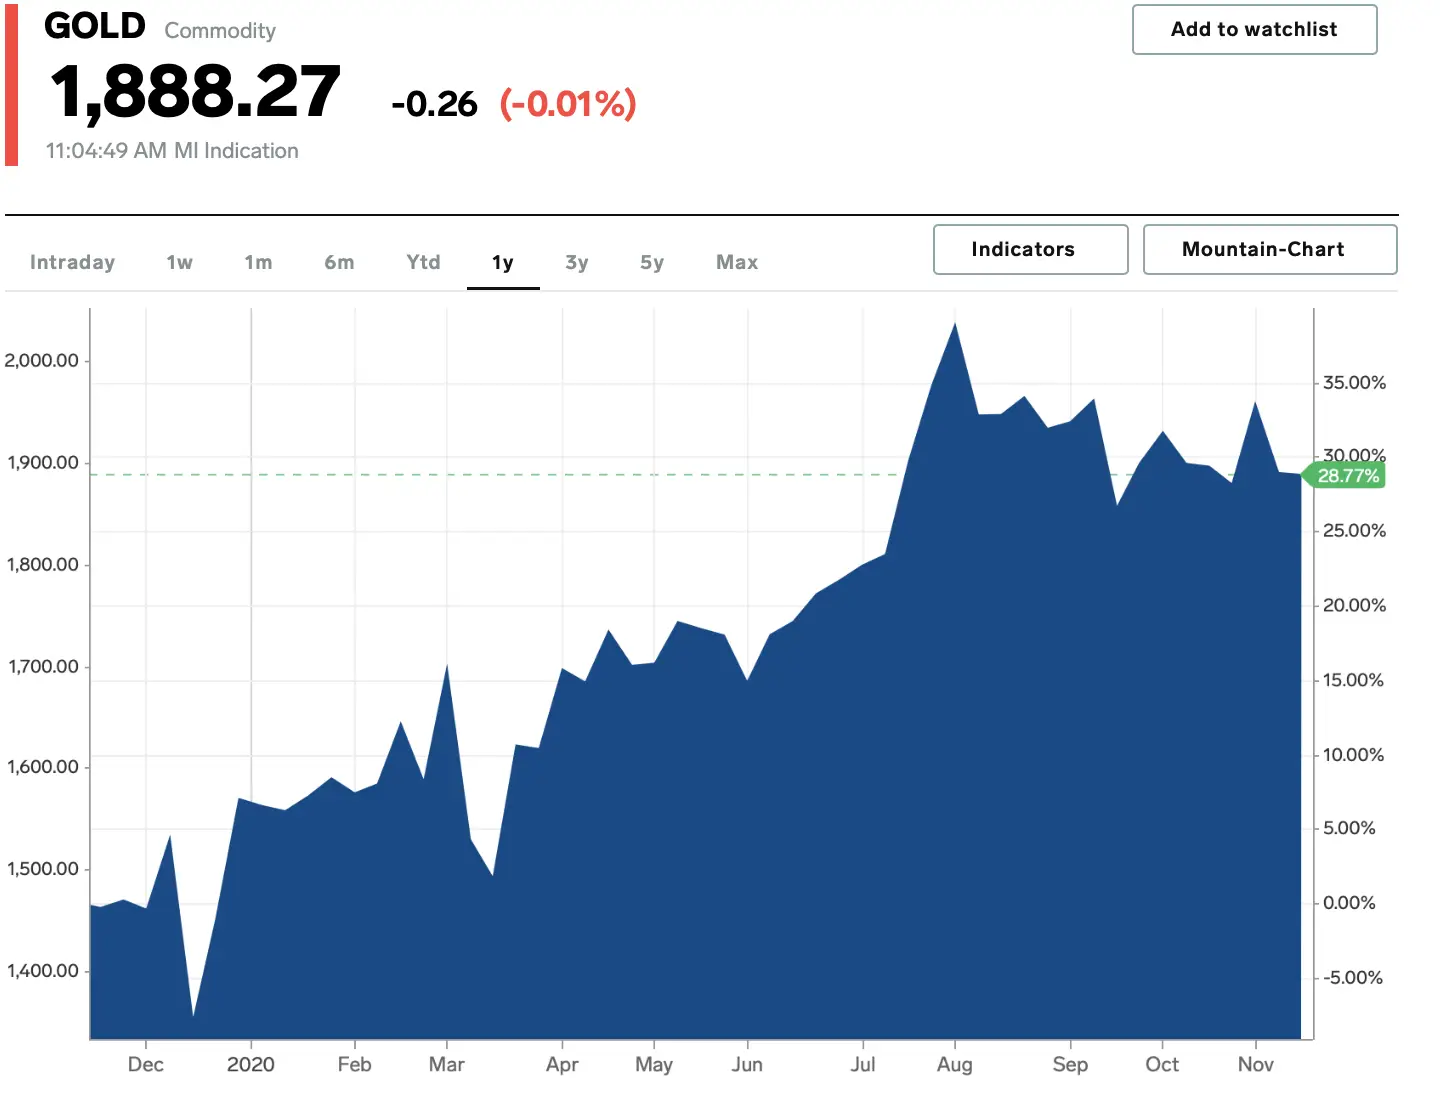 GOLD Commodity
Add to watchlist
1,888.27 -0.26 (-0.01%)
11:04:49 AM MI Indication
Intraday 1w 1m 6m Ytd 1y 3y 5y Max
Indicators Mountain-Chart
2,000.00
35.00%
1,900.00
30.00%
28.77%
25.00%
1,800.00
20.00%
1,700.00
15.00%
1,600.00
10.00%
5.00%
1,500.00
0.00%
1,400.00
-5.00%
Dec 2020 Feb Mar Apr May Jun Jul Aug Sep Oct Nov